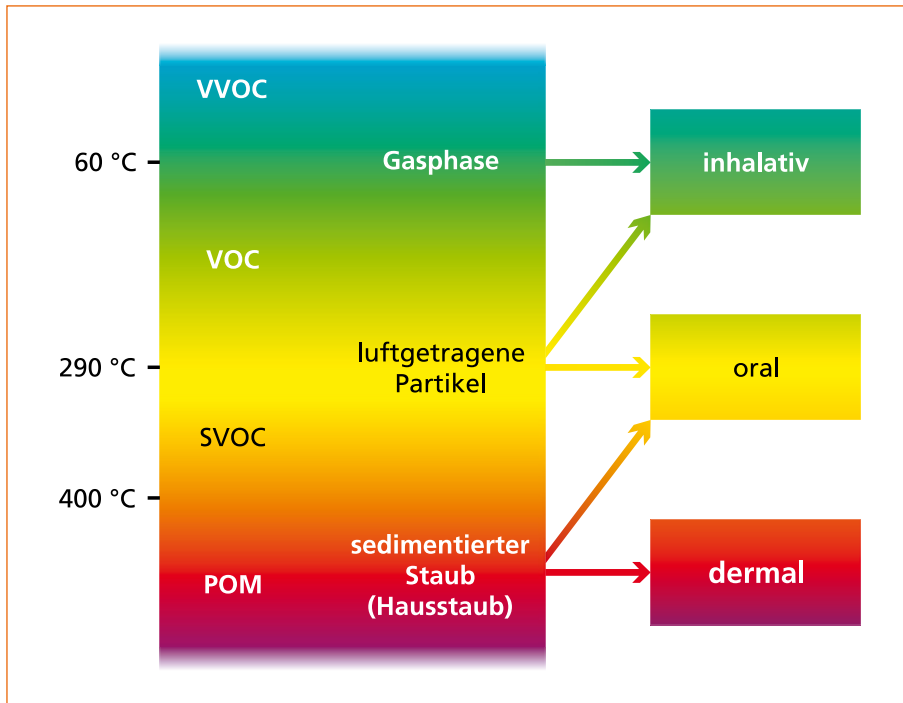 VVOC
60 °C
Gasphase
inhalativ
VOC
290 °C
luftgetragene
Partikel
oral
SVOC
400 °C
sedimentierter
Staub
(Hausstaub)
POM
dermal